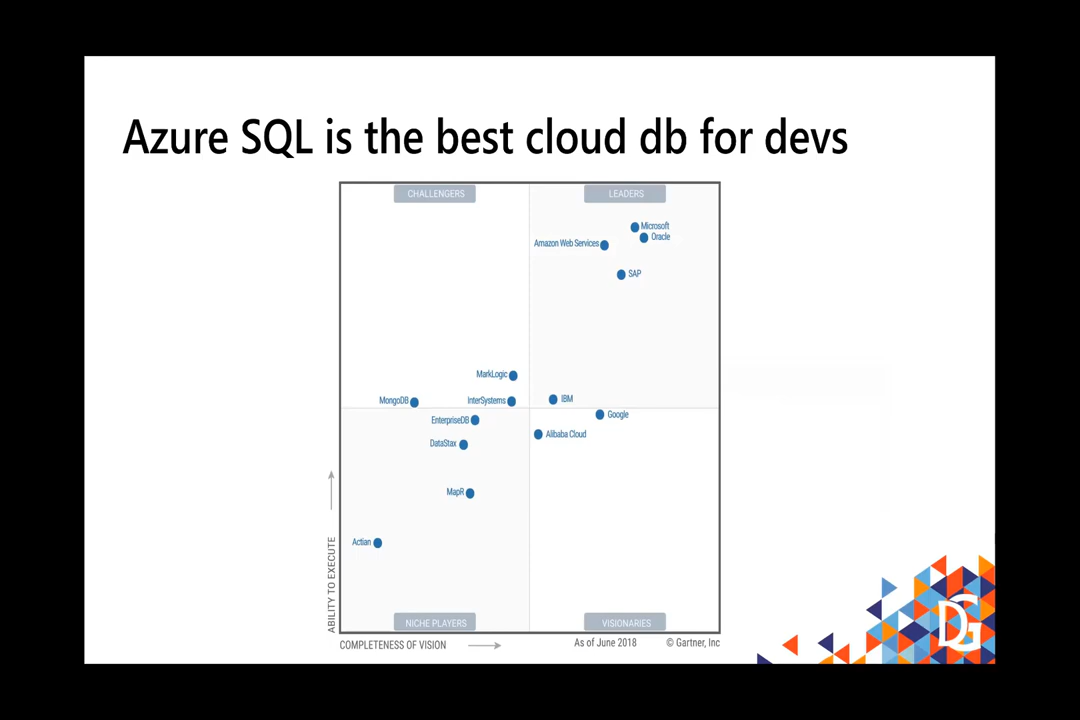 Azure SQL is the best cloud db for devs
CHALLENGERS
LEADERS
Microsoft
Oracle
Amazon Web Services
SAP
MarkLogic
MongoDB
InterSystems
IBM
EnterpriseDB
Google
DataStax
Alibaba Cloud
MapR
Actian
ABILITY TO EXECUTE
NICHE PLAYERS
VISIONARIES
COMPLETENESS OF VISION
As of June 2018
© Gartner, Inc
DG